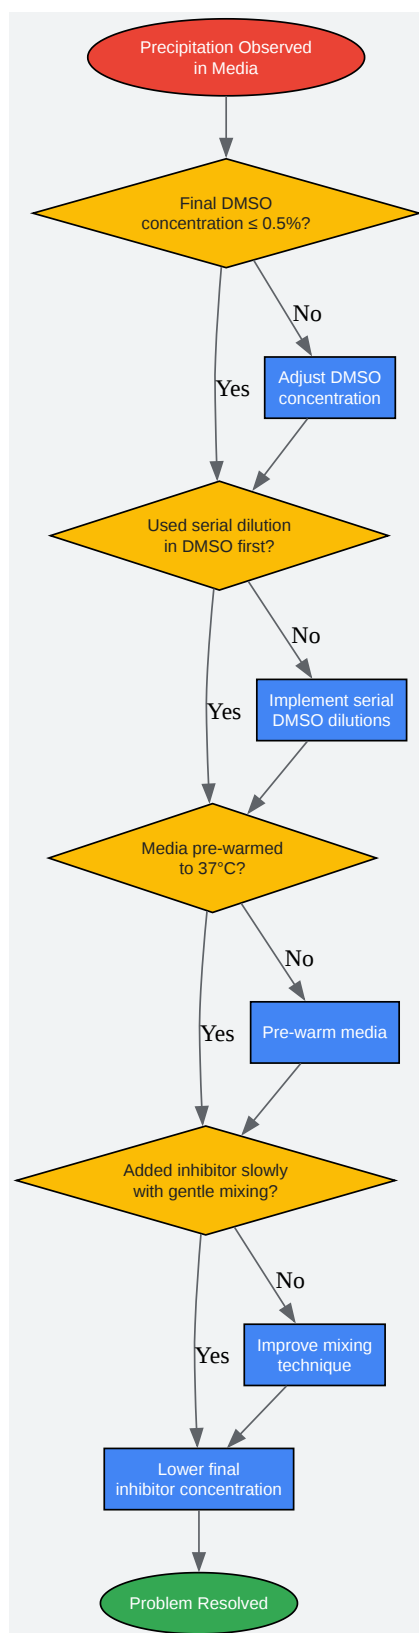 Precipitation Observed
in Media
Final DMSO
concentration ≤ 0.5%?
No
Adjust DMSO
concentration
Yes
Used serial dilution
in DMSO first?
No
Implement serial
DMSO dilutions
Yes
Media pre-warmed
to 37°C?
No
Pre-warm media
Yes
Added inhibitor slowly
with gentle mixing?
No
Improve mixing
technique
Yes
Lower final
inhibitor concentration
Problem Resolved